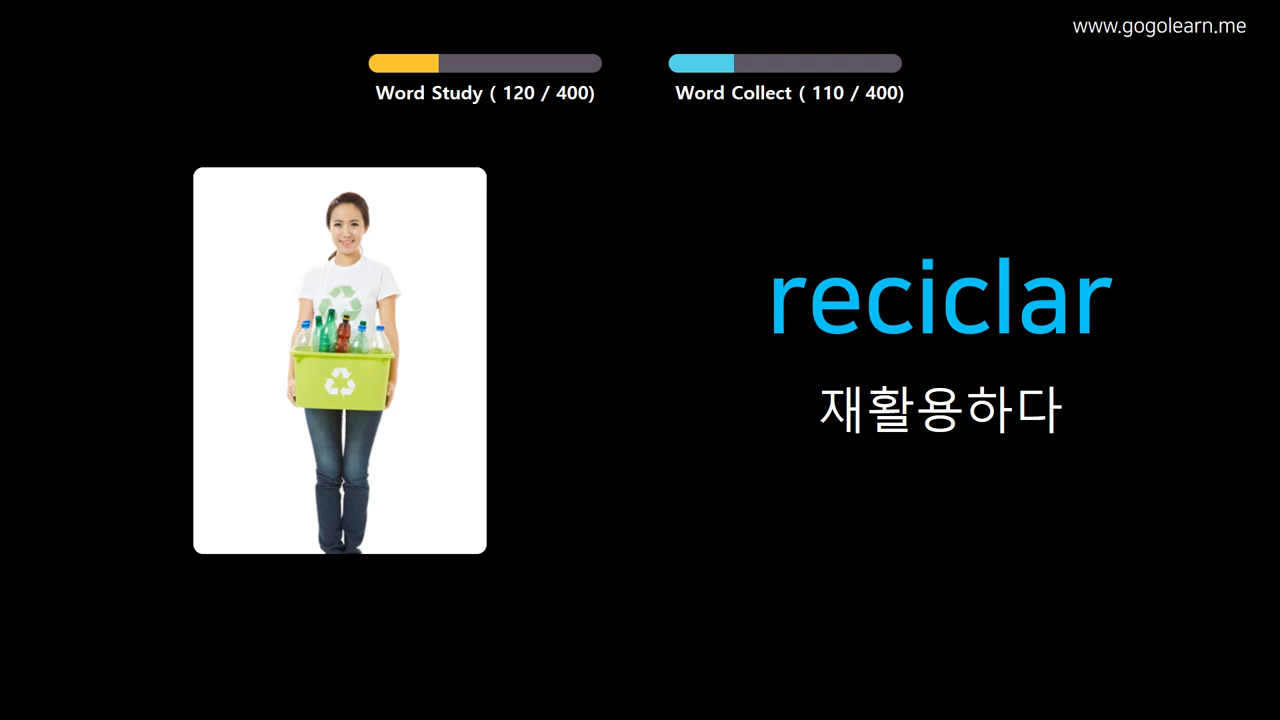 www.gogolearn.me
Word Study ( 120 / 400)
Word Collect ( 110 / 400)
reciclar
재활용하다